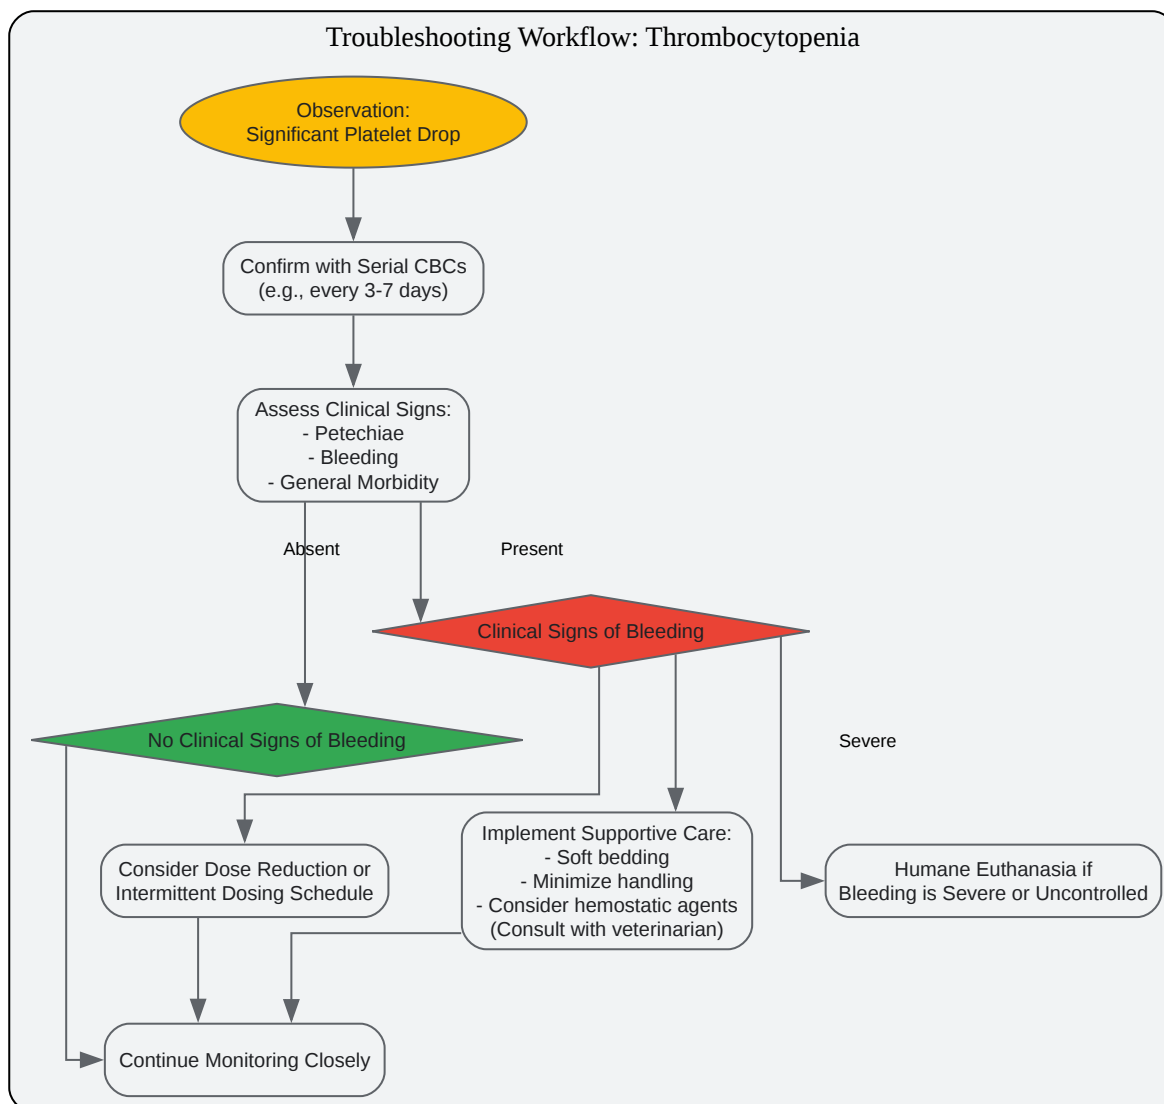 Troubleshooting Workflow: Thrombocytopenia
Observation:
Significant Platelet Drop
Confirm with Serial CBCs
(e.g., every 3-7 days)
Assess Clinical Signs:
- Petechiae
- Bleeding
- General Morbidity
Absent
Present
Clinical Signs of Bleeding
No Clinical Signs of Bleeding
Severe
Consider Dose Reduction or
Intermittent Dosing Schedule
Implement Supportive Care:
- Soft bedding
- Minimize handling
- Consider hemostatic agents
(Consult with veterinarian)
Humane Euthanasia if
Bleeding is Severe or Uncontrolled
Continue Monitoring Closely